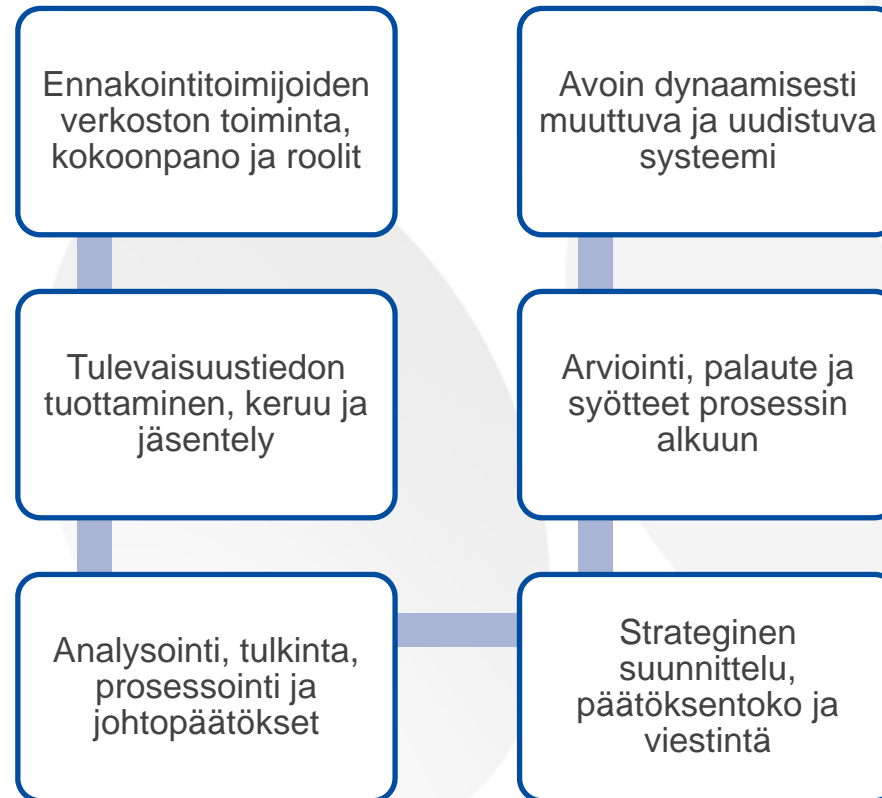 Ennakointitoimijoiden
verkoston toiminta,
kokoonpano ja roolit
Tulevaisuustiedon
tuottaminen, keruu ja
jäsentely
Analysointi, tulkinta,
prosessointi ja
johtopäätökset
Strateginen
suunnittelu,
päätöksentoko ja
viestintä
Arviointi, palaute ja
syötteet prosessin
alkuun
Avoin dynaamisesti
muuttuva ja uudistuva
systeemi